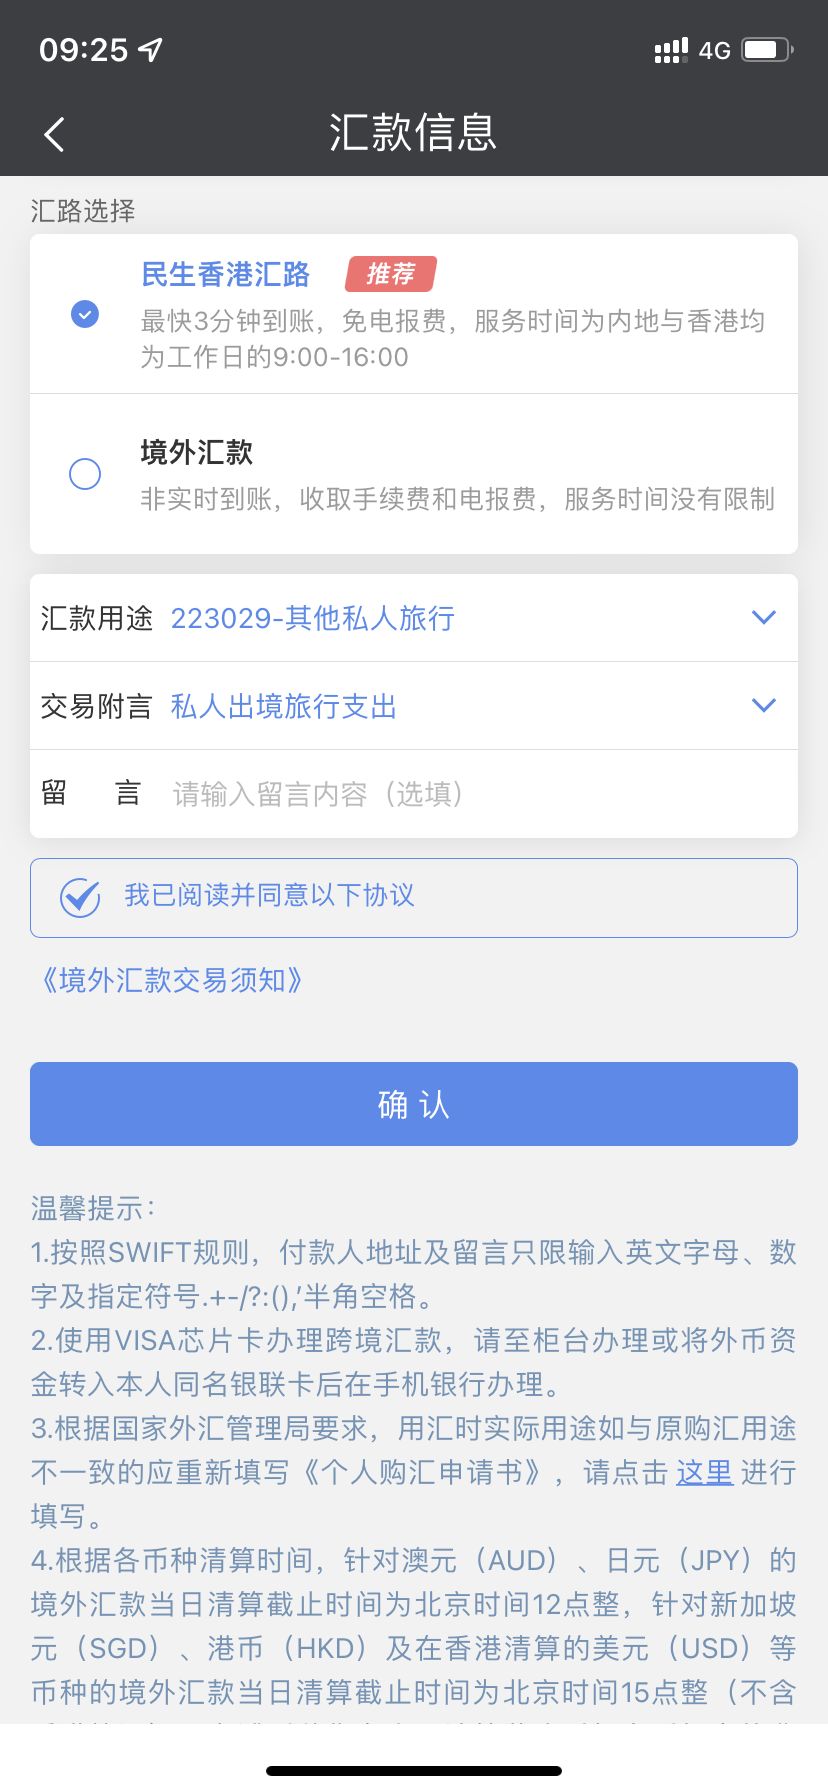 09:25
4G
汇款信息
汇路选择
民生香港汇路 推荐
最快3分钟到账，免电报费，服务时间为内地与香港均
为工作日的9:00-16:00
境外汇款
非实时到账，收取手续费和电报费，服务时间没有限制
汇款用途 223029-其他私人旅行
交易附言 私人出境旅行支出
留 言 请输入留言内容（选填）
我已阅读并同意以下协议
《境外汇款交易须知》
确 认
温馨提示：
1.按照SWIFT规则，付款人地址及留言只限输入英文字母、数
字及指定符号.+-/?:(),’半角空格。
2.使用VISA芯片卡办理跨境汇款，请至柜台办理或将外币资
金转入本人同名银联卡后在手机银行办理。
3.根据国家外汇管理局要求，用汇时实际用途如与原购汇用途
不一致的应重新填写《个人购汇申请书》，请点击 这里 进行
填写。
4.根据各币种清算时间，针对澳元（AUD）、日元（JPY）的
境外汇款当日清算截止时间为北京时间12点整，针对新加坡
元（SGD）、港币（HKD）及在香港清算的美元（USD）等
币种的境外汇款当日清算截止时间为北京时间15点整（不含